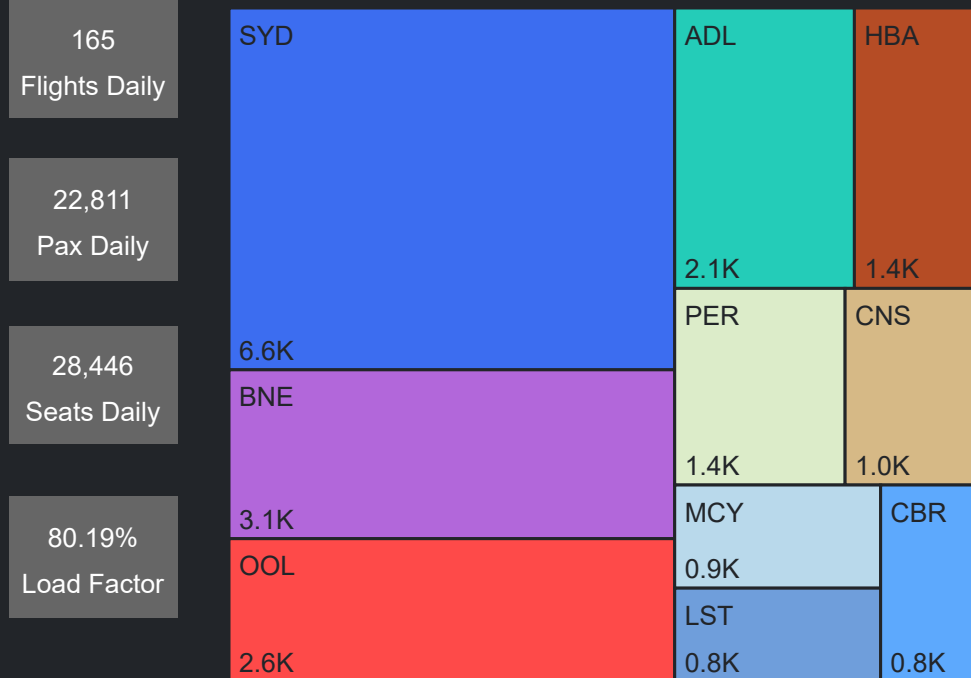 165
Flights Daily
22,811
Pax Daily
28,446
Seats Daily
80.19%
Load Factor
SYD
6.6K
BNE
3.1K
OOL
2.6K
ADL
2.1K
HBA
1.4K
PER
1.4K
CNS
1.0K
MCY
0.9K
LST
0.8K
CBR
0.8K